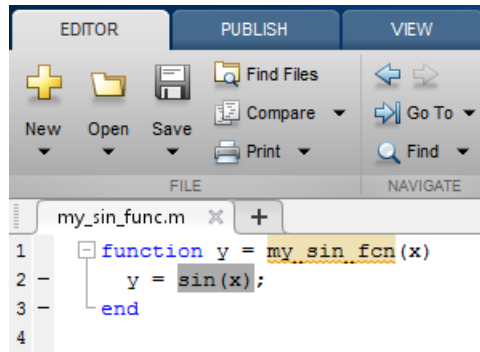 EDITOR PUBLISH VIEW
New Open Save
Find Files
Compare
Print
Go To
Find
FILE NAVIGATE
my_sin_func.m
1 function y = my_sin_fcn(x)
2 – y = sin(x);
3 – end
4